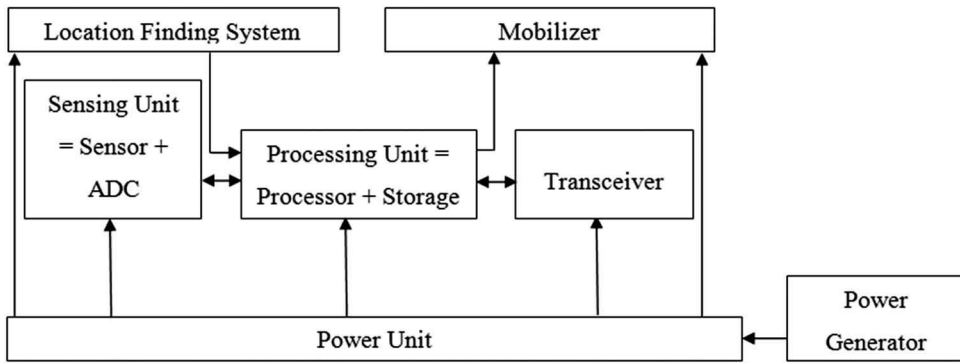 Location Finding System
Mobilizer
Sensing Unit
= Sensor +
ADC
Processing Unit =
Processor + Storage
Transceiver
Power Unit
Power
Generator